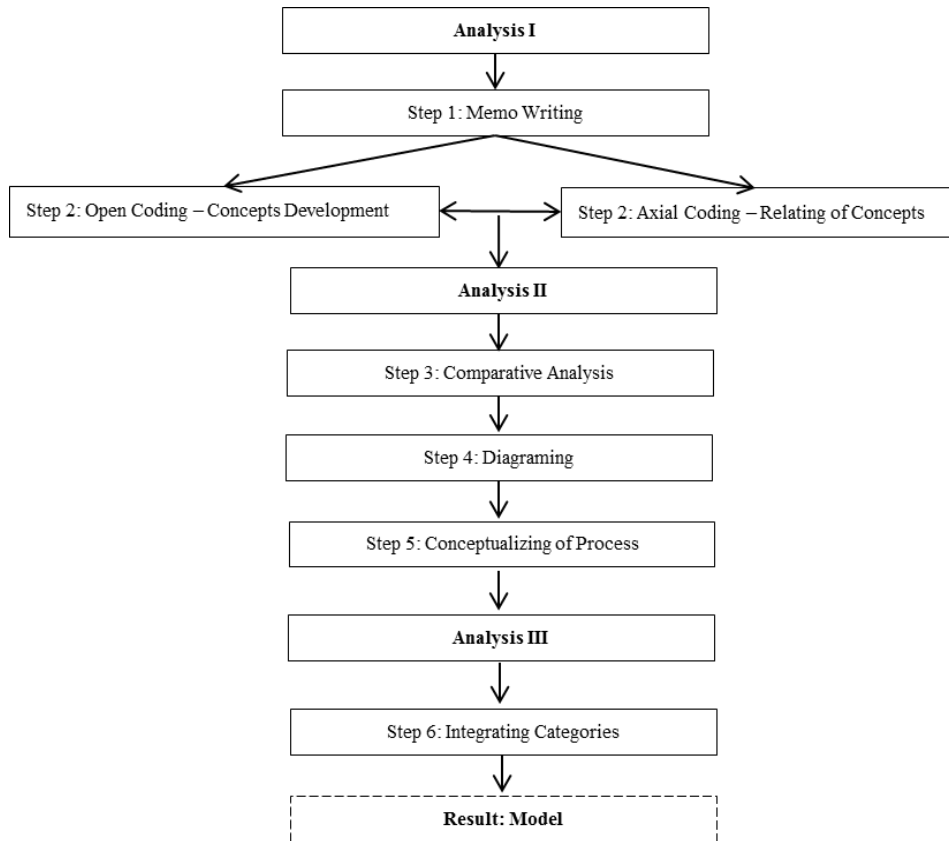 Analysis I
Step 1: Memo Writing
Step 2: Open Coding – Concepts Development
Step 2: Axial Coding – Relating of Concepts
Analysis II
Step 3: Comparative Analysis
Step 4: Diagraming
Step 5: Conceptualizing of Process
Analysis III
Step 6: Integrating Categories
Result: Model